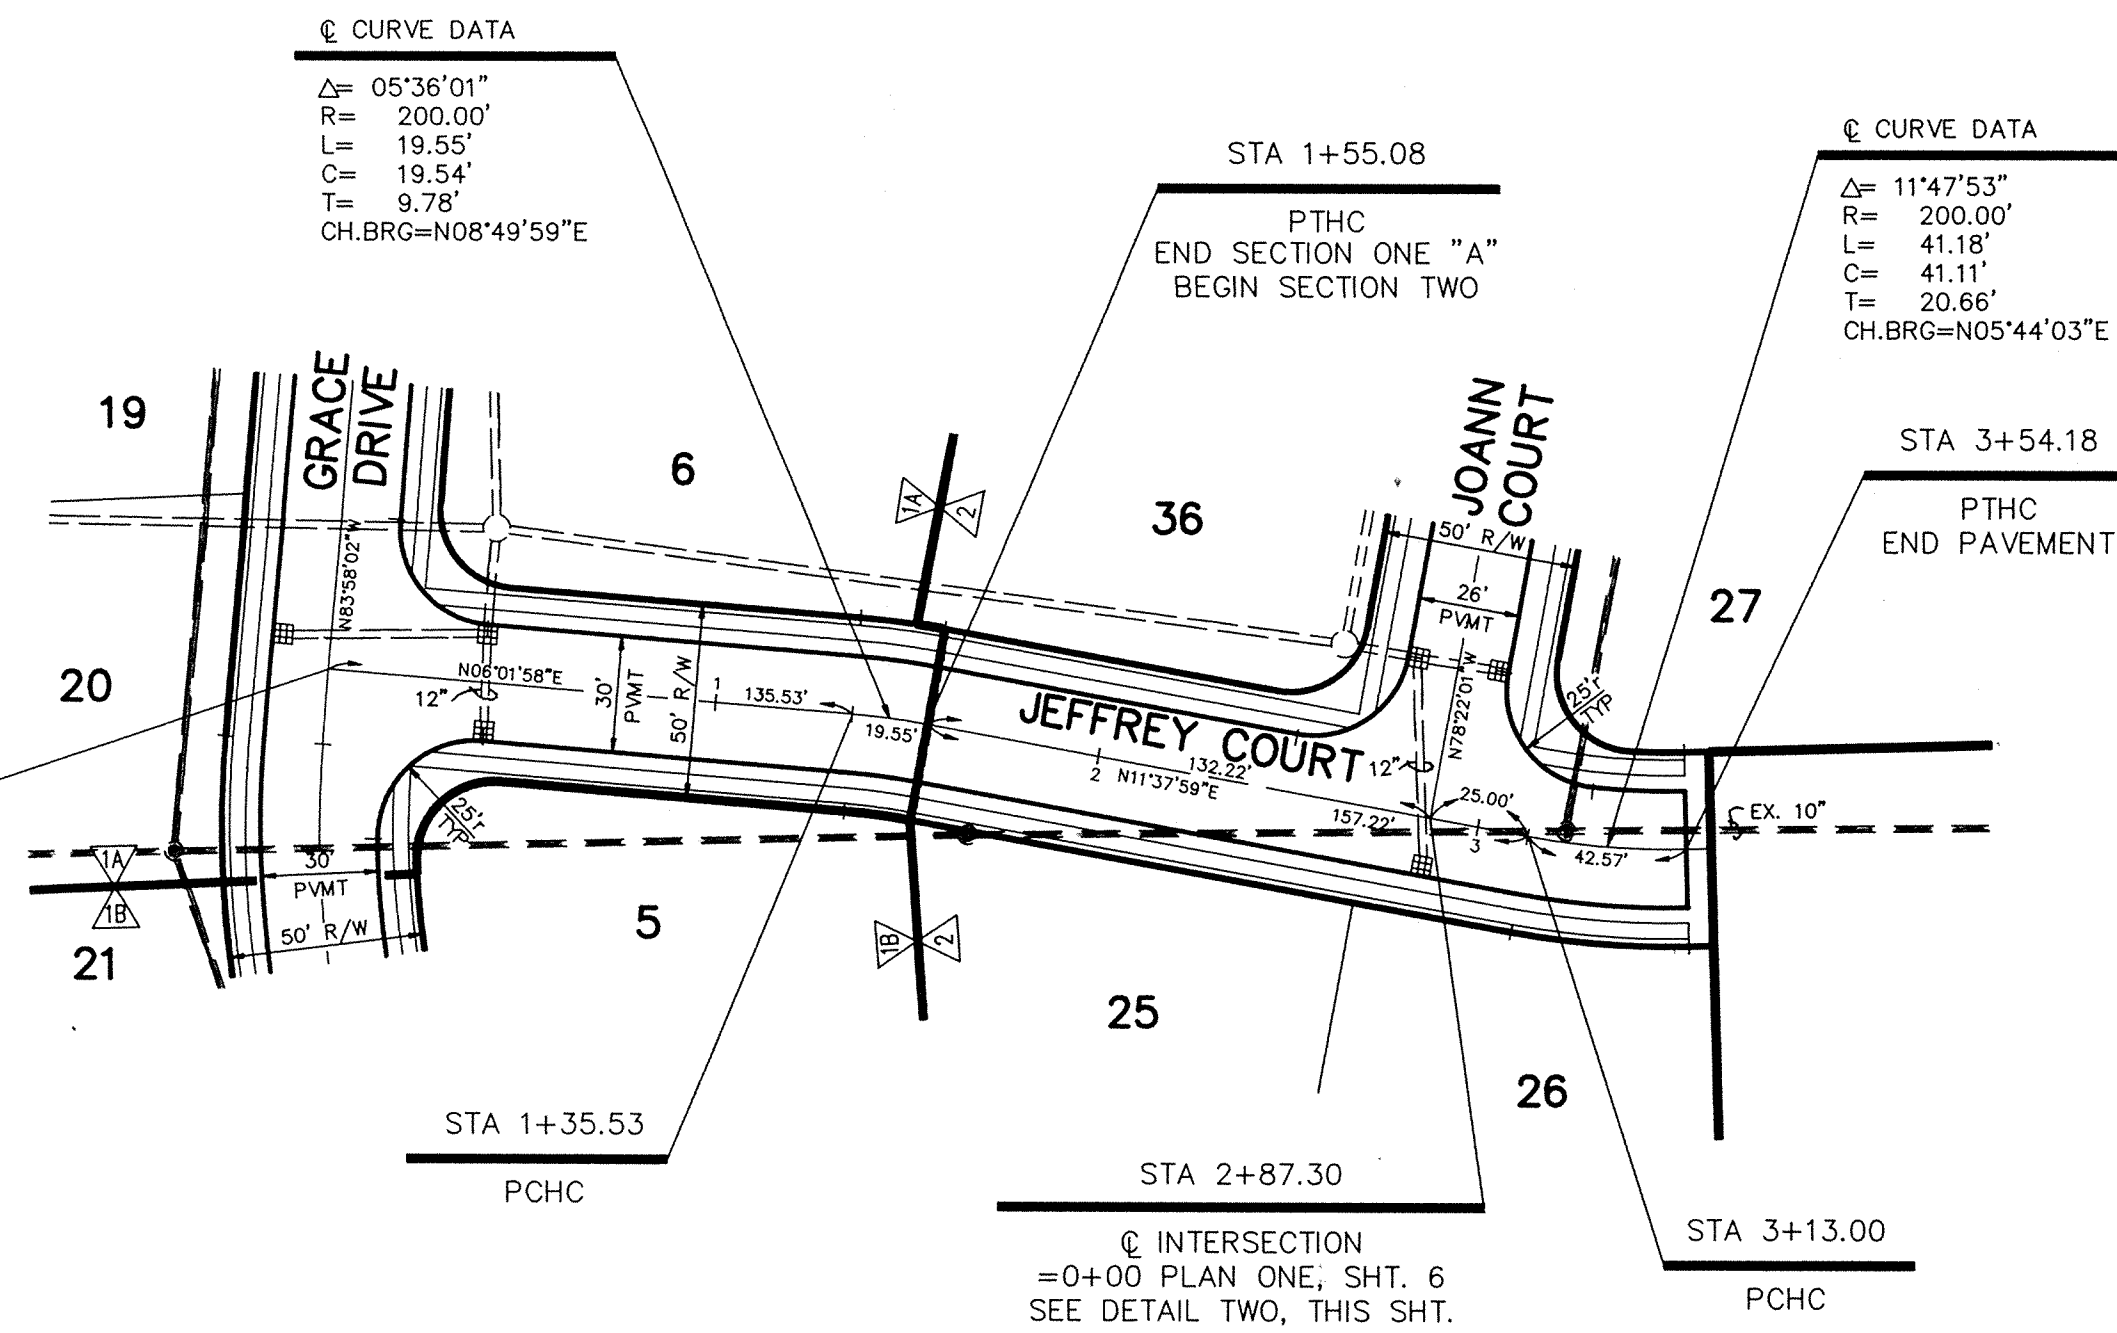 ℄ CURVE DATA
△= 05°36'01"
R= 200.00'
L= 19.55'
C= 19.54'
T= 9.78'
CH.BRG=N08°49'59"E
STA 1+55.08
PTHC
END SECTION ONE "A"
BEGIN SECTION TWO
℄ CURVE DATA
△= 11°47'53"
R= 200.00'
L= 41.18'
C= 41.11'
T= 20.66'
CH.BRG=N05°44'03"E
STA 3+54.18
PTHC
END PAVEMENT
19
GRACE
DRIVE
6
1A
2
36
JOANN
COURT
50' R/W
26'
PVMT
27
N83°58'02"W
20
N06°01'58"E
12"
30'
PVMT
50' R/W
1
135.53'
19.55'
JEFFREY COURT
2
132.22'
N11°37'59"E
12"
N78°22'01"W
25'r
TYP
157.22'
25.00'
3
42.57'
EX. 10"
25'r
TYP
1A
1B
30'
PVMT
50' R/W
21
5
1B
2
25
26
STA 1+35.53
PCHC
STA 2+87.30
℄ INTERSECTION
=0+00 PLAN ONE, SHT. 6
SEE DETAIL TWO, THIS SHT.
STA 3+13.00
PCHC